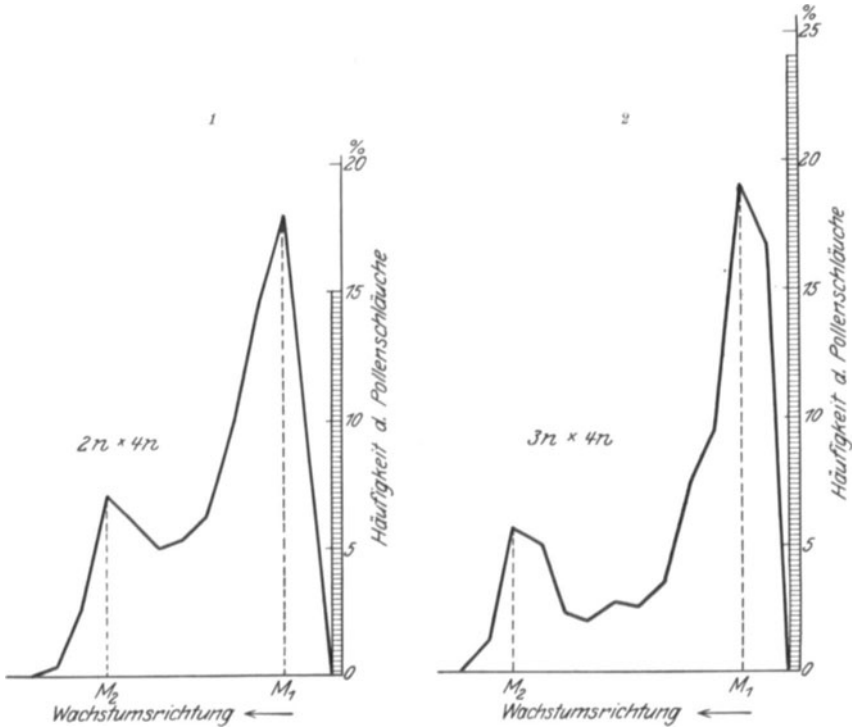 1
%
20
15
10
5
0
Häufigkeit d. Pollenschläuche
2n × 4n
M₂
M₁
Wachstumsrichtung ←
2
%
25
20
15
10
5
0
Häufigkeit d. Pollenschläuche
3n × 4n
M₂
M₁
Wachstumsrichtung ←